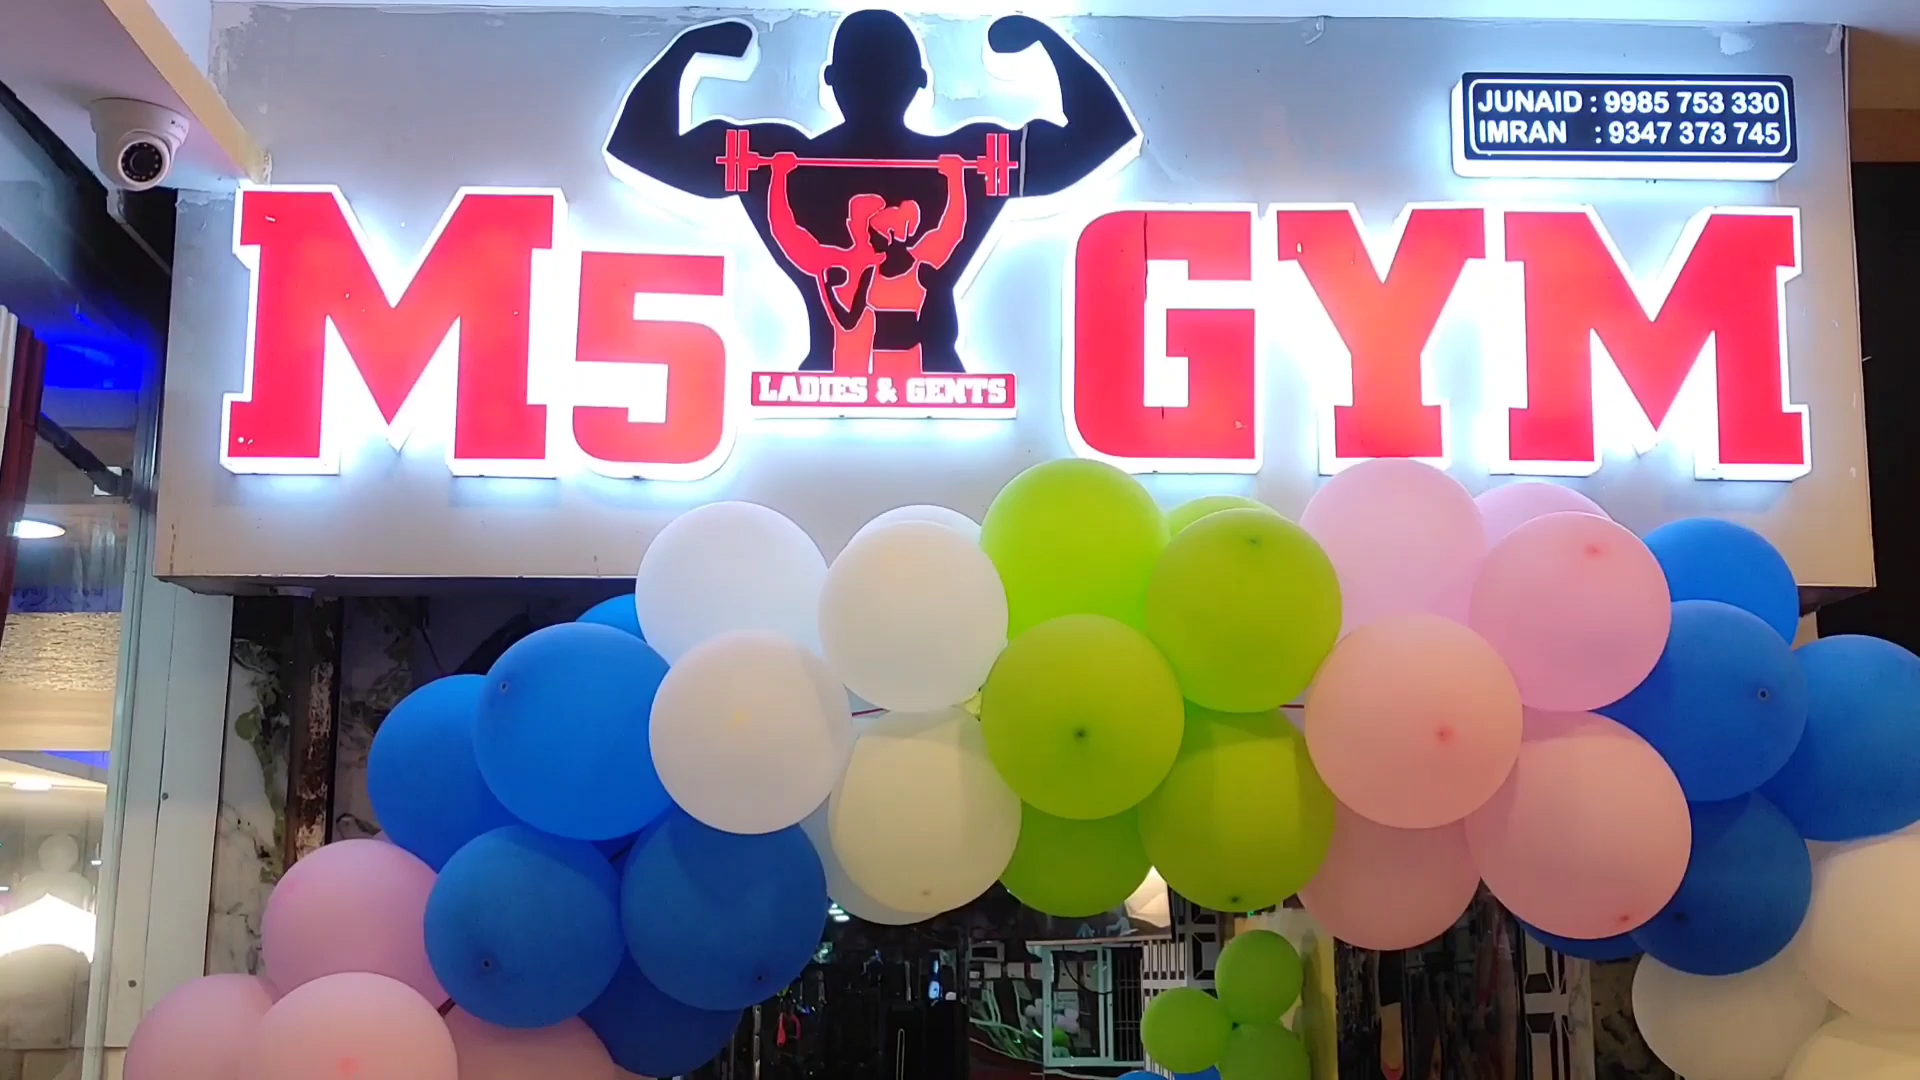 JUNAID : 9985 753 330
IMRAN : 9347 373 745
M5 GYM
LADIES & GENTS